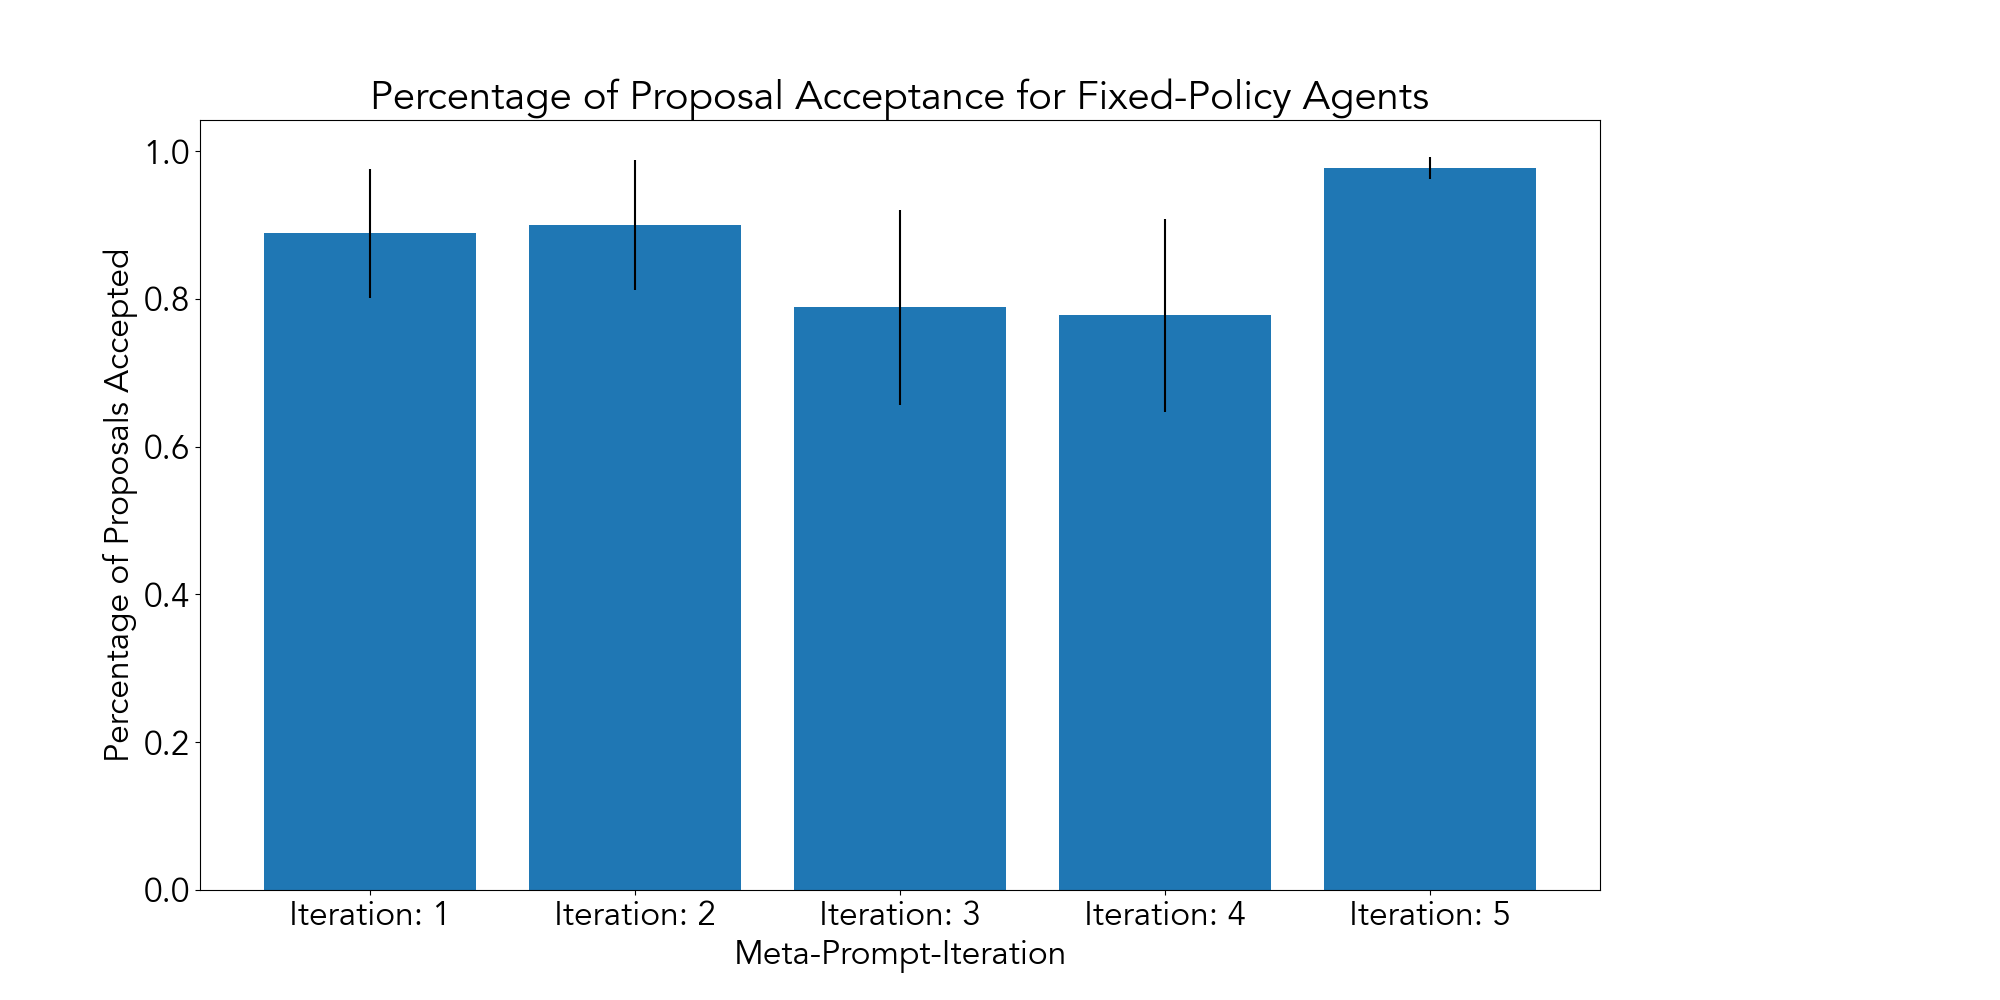 Percentage of Proposal Acceptance for Fixed-Policy Agents
Percentage of Proposals Accepted
1.0
0.8
0.6
0.4
0.2
0.0
Iteration: 1 Iteration: 2 Iteration: 3 Iteration: 4 Iteration: 5
Meta-Prompt-Iteration